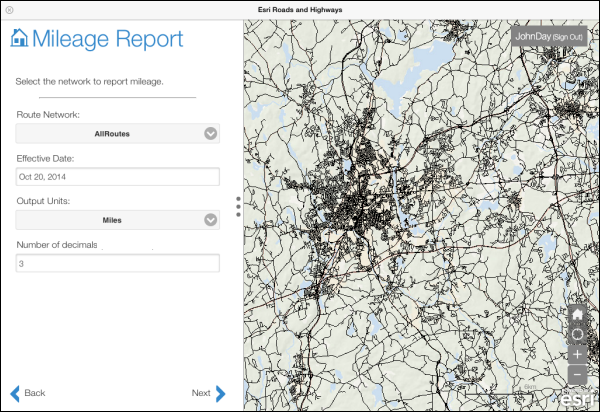 Esri Roads and Highways
Mileage Report
JohnDay (Sign Out)
Select the network to report mileage.
Route Network:
AllRoutes
Effective Date:
Oct 20, 2014
Output Units:
Miles
Number of decimals
3
Back
Next
esri